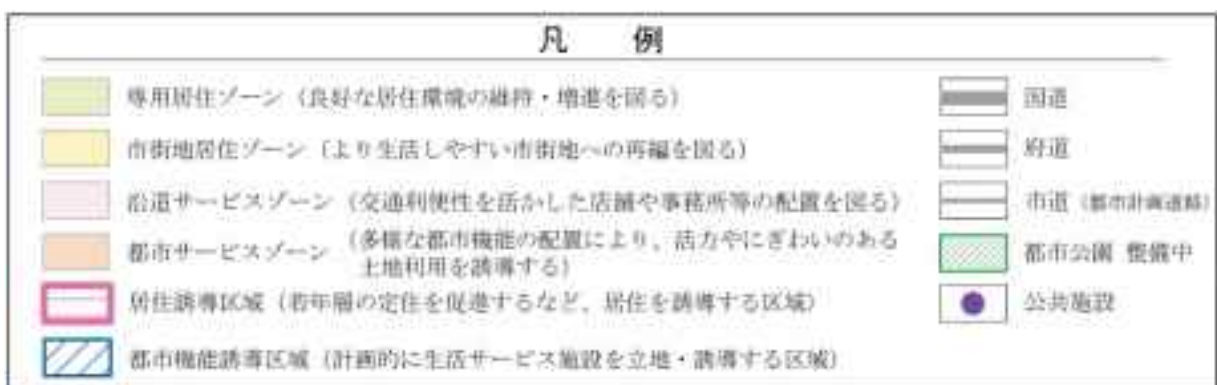 凡　例
専用居住ゾーン（良好な居住環境の維持・増進を図る）
市街地居住ゾーン（より生活しやすい市街地への再編を図る）
沿道サービスゾーン（交通利便性を活かした店舗や事務所等の配置を図る）
都市サービスゾーン（多様な都市機能の配置により、活力やにぎわいのある
土地利用を誘導する）
居住誘導区域（若年層の定住を促進するなど、居住を誘導する区域）
都市機能誘導区域（計画的に生活サービス施設を立地・誘導する区域）
国道
府道
市道（都市計画道路）
都市公園 整備中
公共施設